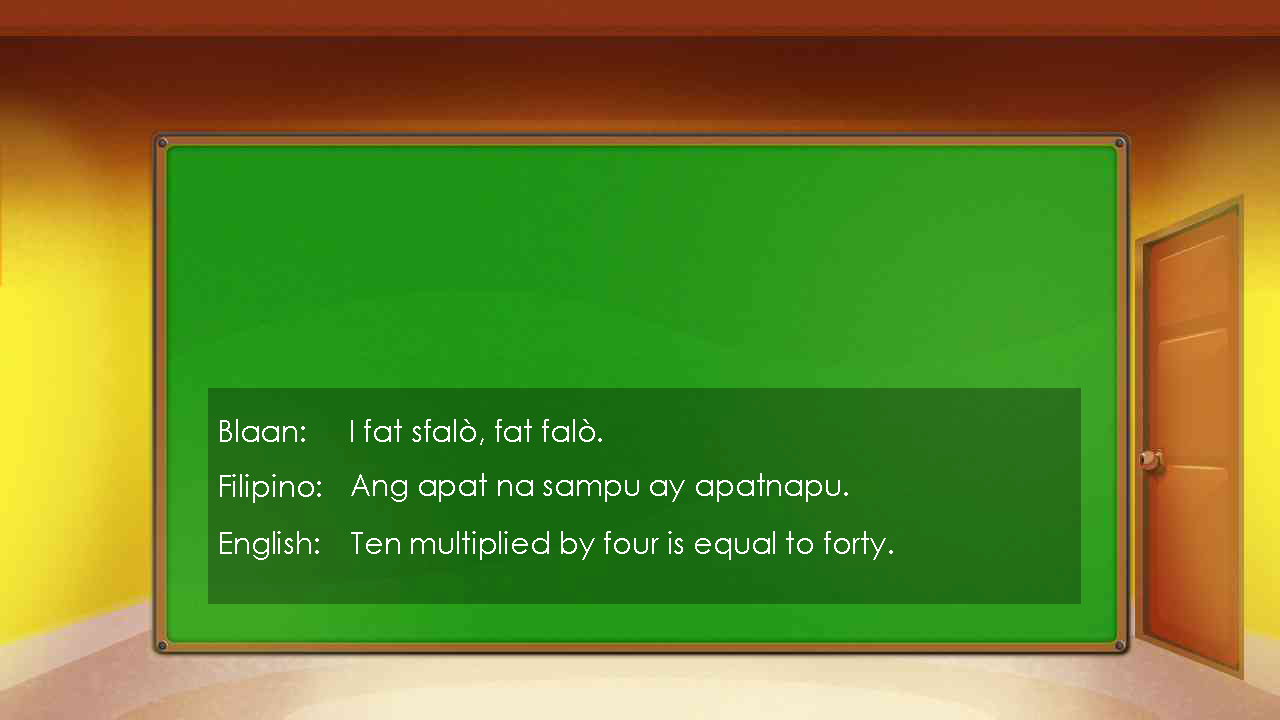 Blaan: I fat sfalò, fat falò.
Filipino: Ang apat na sampu ay apatnapu.
English: Ten multiplied by four is equal to forty.